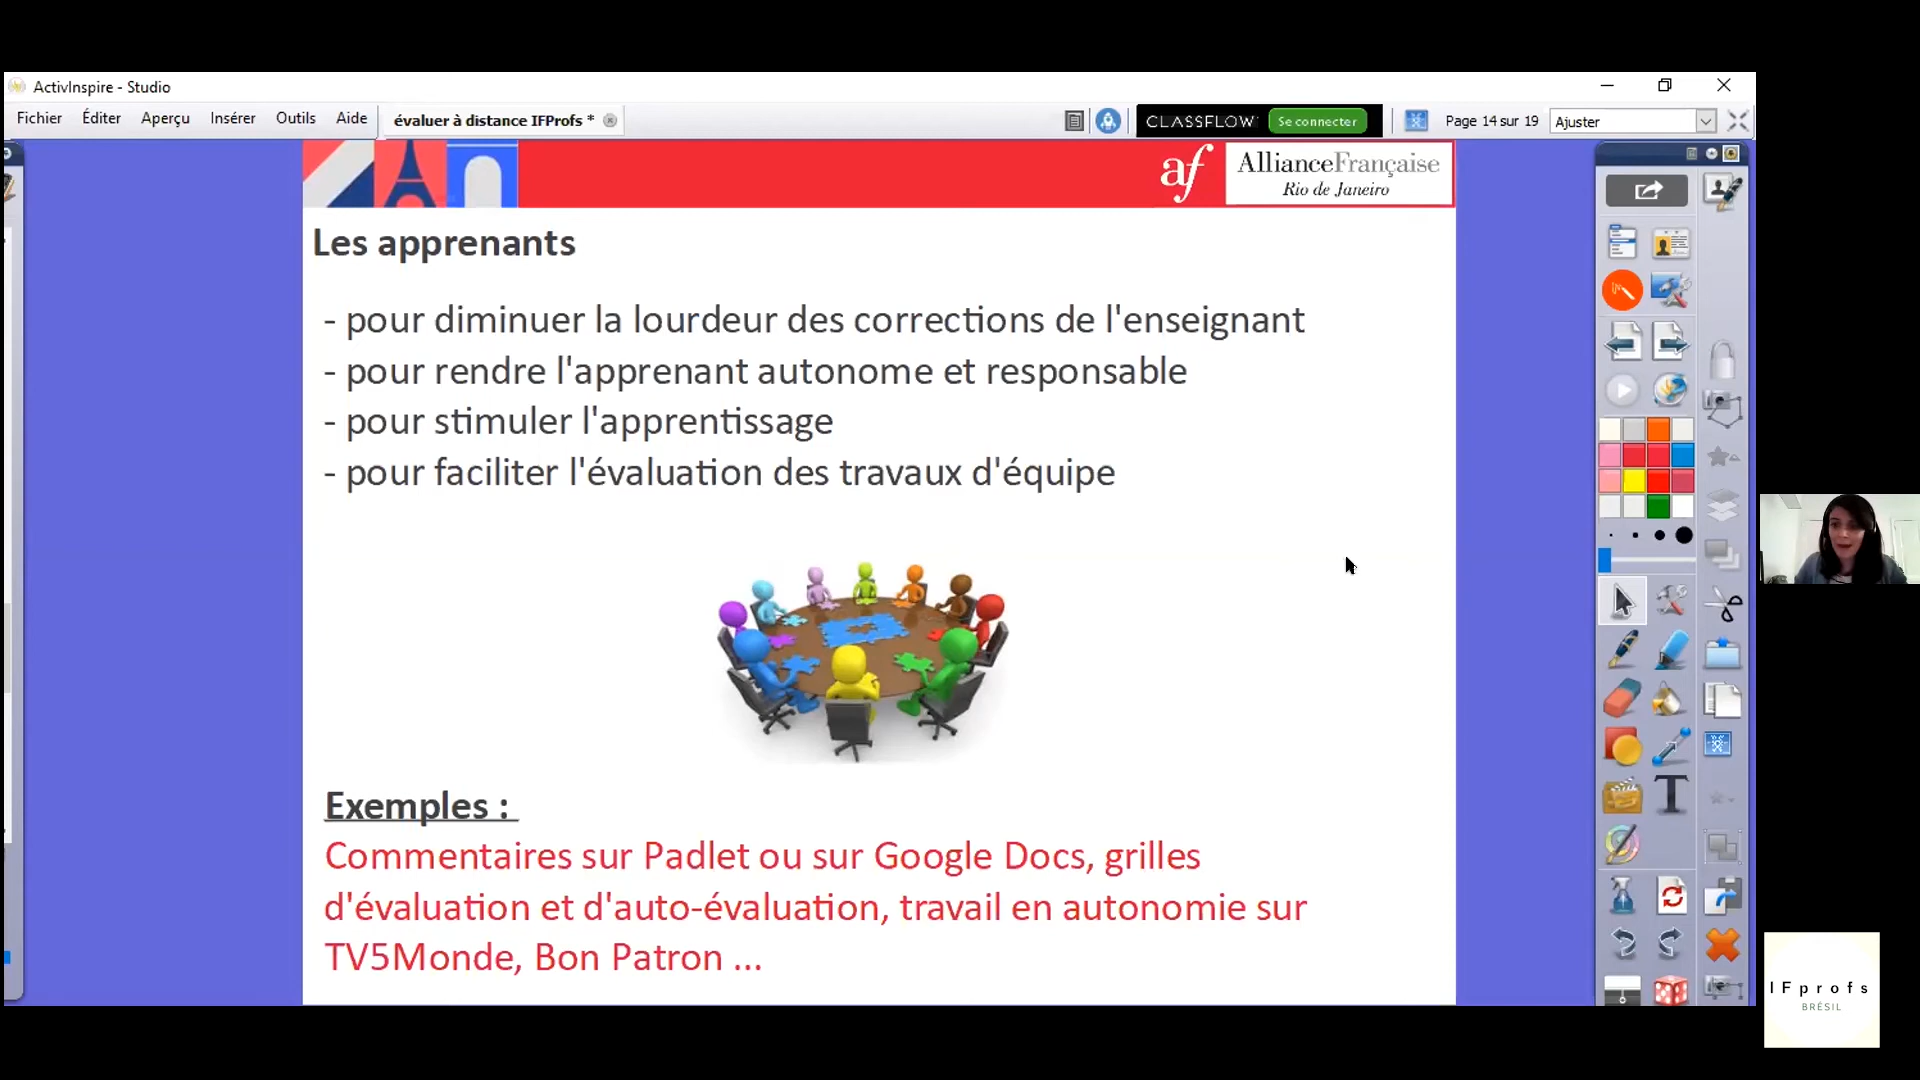 ActivInspire - Studio
Fichier Éditer Aperçu Insérer Outils Aide évaluer à distance IFProfs * CLASSFLOW Se connecter Page 14 sur 19 Ajuster
af AllianceFrançaise
Rio de Janeiro
Les apprenants
- pour diminuer la lourdeur des corrections de l'enseignant
- pour rendre l'apprenant autonome et responsable
- pour stimuler l'apprentissage
- pour faciliter l'évaluation des travaux d'équipe
Exemples :
Commentaires sur Padlet ou sur Google Docs, grilles
d'évaluation et d'auto-évaluation, travail en autonomie sur
TV5Monde, Bon Patron ...
T
IFprofs
BRÉSIL